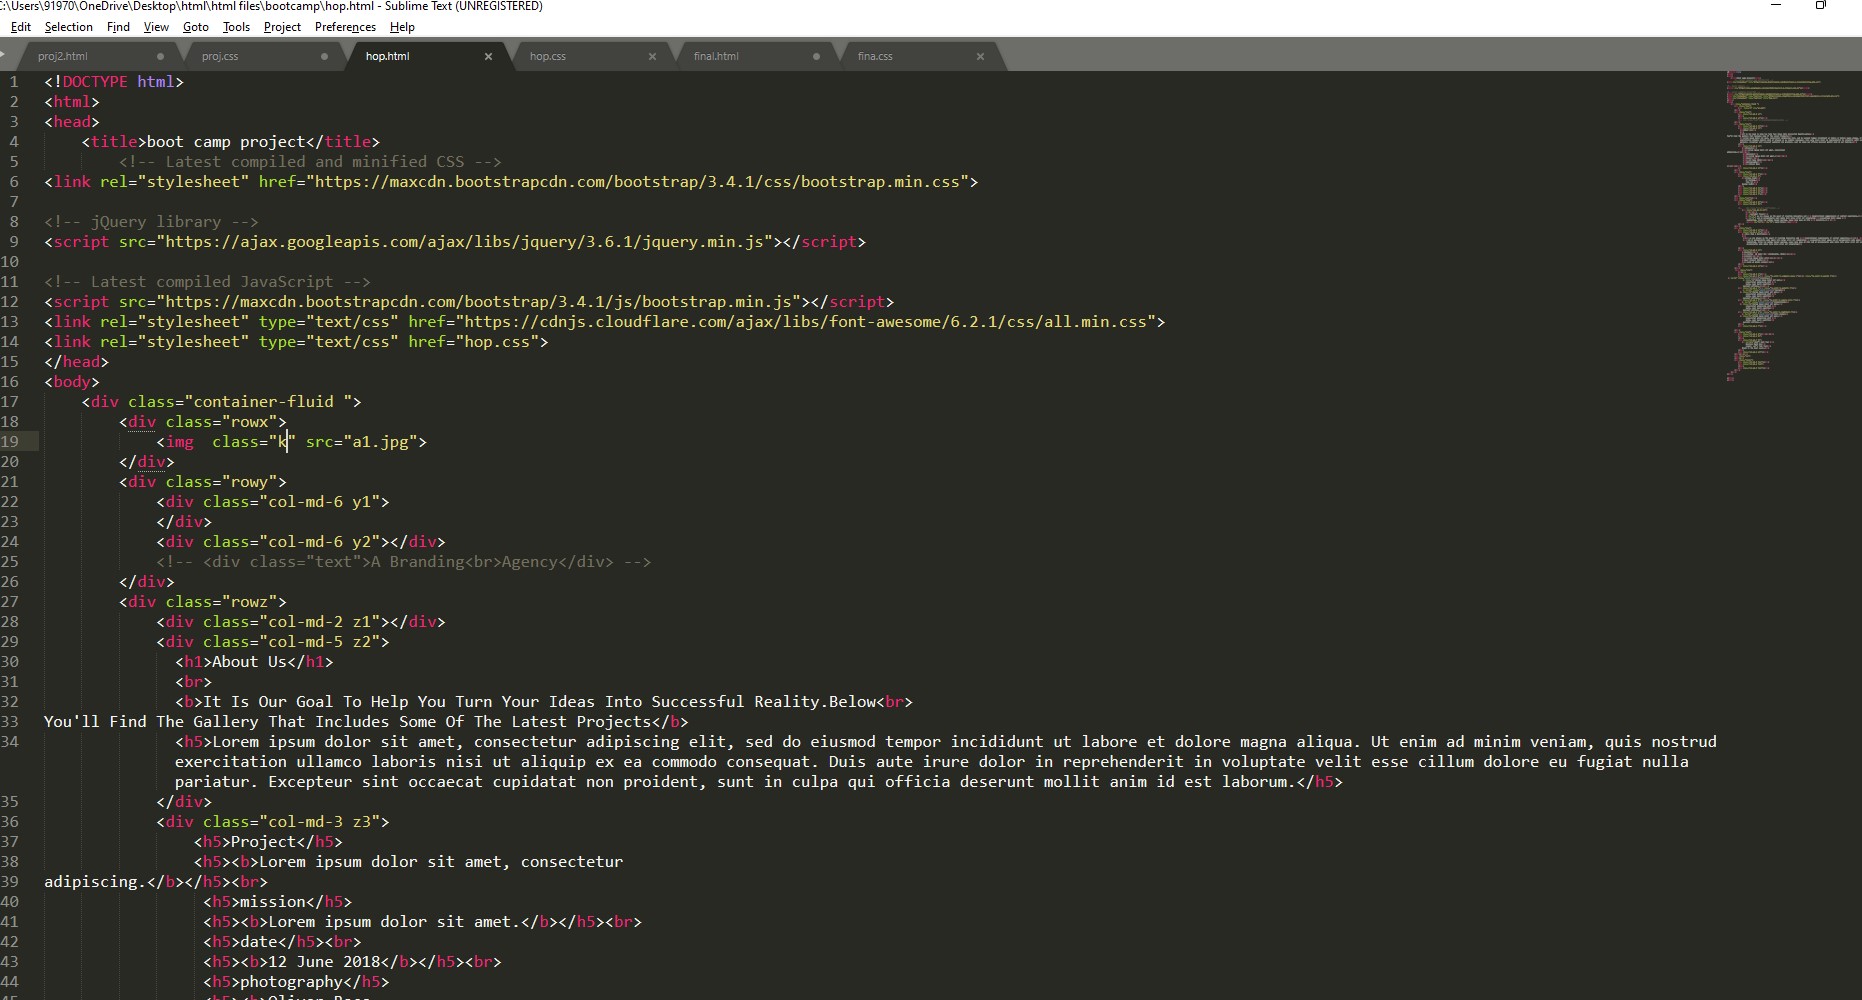 C:\Users\91970\OneDrive\Desktop\html\html files\bootcamp\hop.html - Sublime Text (UNREGISTERED)
Edit Selection Find View Goto Tools Project Preferences Help
proj2.html proj.css hop.html hop.css final.html fina.css
1 <!DOCTYPE html>
2 <html>
3 <head>
4 <title>boot camp project</title>
5 <!-- Latest compiled and minified CSS -->
6 <link rel="stylesheet" href="https://maxcdn.bootstrapcdn.com/bootstrap/3.4.1/css/bootstrap.min.css">
7
8 <!-- jQuery library -->
9 <script src="https://ajax.googleapis.com/ajax/libs/jquery/3.6.1/jquery.min.js"></script>
10
11 <!-- Latest compiled JavaScript -->
12 <script src="https://maxcdn.bootstrapcdn.com/bootstrap/3.4.1/js/bootstrap.min.js"></script>
13 <link rel="stylesheet" type="text/css" href="https://cdnjs.cloudflare.com/ajax/libs/font-awesome/6.2.1/css/all.min.css">
14 <link rel="stylesheet" type="text/css" href="hop.css">
15 </head>
16 <body>
17 <div class="container-fluid ">
18 <div class="rowx">
19 <img  class="k" src="a1.jpg">
20 </div>
21 <div class="rowy">
22 <div class="col-md-6 y1">
23 </div>
24 <div class="col-md-6 y2"></div>
25 <!-- <div class="text">A Branding<br>Agency</div> -->
26 </div>
27 <div class="rowz">
28 <div class="col-md-2 z1"></div>
29 <div class="col-md-5 z2">
30 <h1>About Us</h1>
31 <br>
32 <b>It Is Our Goal To Help You Turn Your Ideas Into Successful Reality.Below<br>
33 You'll Find The Gallery That Includes Some Of The Latest Projects</b>
34 <h5>Lorem ipsum dolor sit amet, consectetur adipiscing elit, sed do eiusmod tempor incididunt ut labore et dolore magna aliqua. Ut enim ad minim veniam, quis nostrud
exercitation ullamco laboris nisi ut aliquip ex ea commodo consequat. Duis aute irure dolor in reprehenderit in voluptate velit esse cillum dolore eu fugiat nulla
pariatur. Excepteur sint occaecat cupidatat non proident, sunt in culpa qui officia deserunt mollit anim id est laborum.</h5>
35 </div>
36 <div class="col-md-3 z3">
37 <h5>Project</h5>
38 <h5><b>Lorem ipsum dolor sit amet, consectetur
39 adipiscing.</b></h5><br>
40 <h5>mission</h5>
41 <h5><b>Lorem ipsum dolor sit amet.</b></h5><br>
42 <h5>date</h5><br>
43 <h5><b>12 June 2018</b></h5><br>
44 <h5>photography</h5>